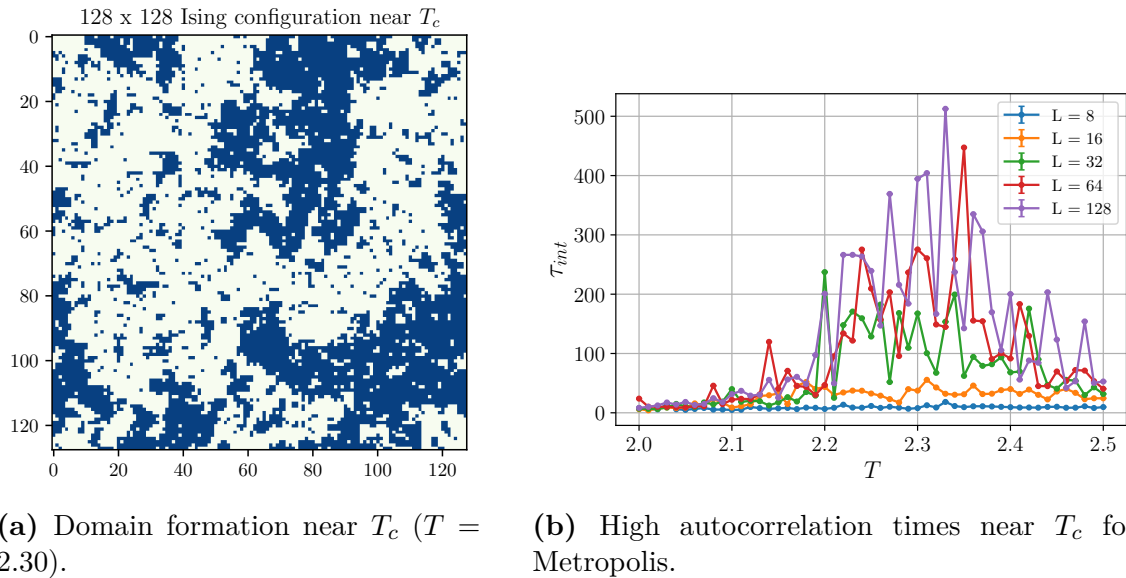 128 x 128 Ising configuration near T_c
0
20
40
60
80
100
120
0 20 40 60 80 100 120
500
400
300
200
100
0
τ_int
L = 8
L = 16
L = 32
L = 64
L = 128
2.0 2.1 2.2 2.3 2.4 2.5
T
(a) Domain formation near T_c (T =
2.30).
(b) High autocorrelation times near T_c fo
Metropolis.